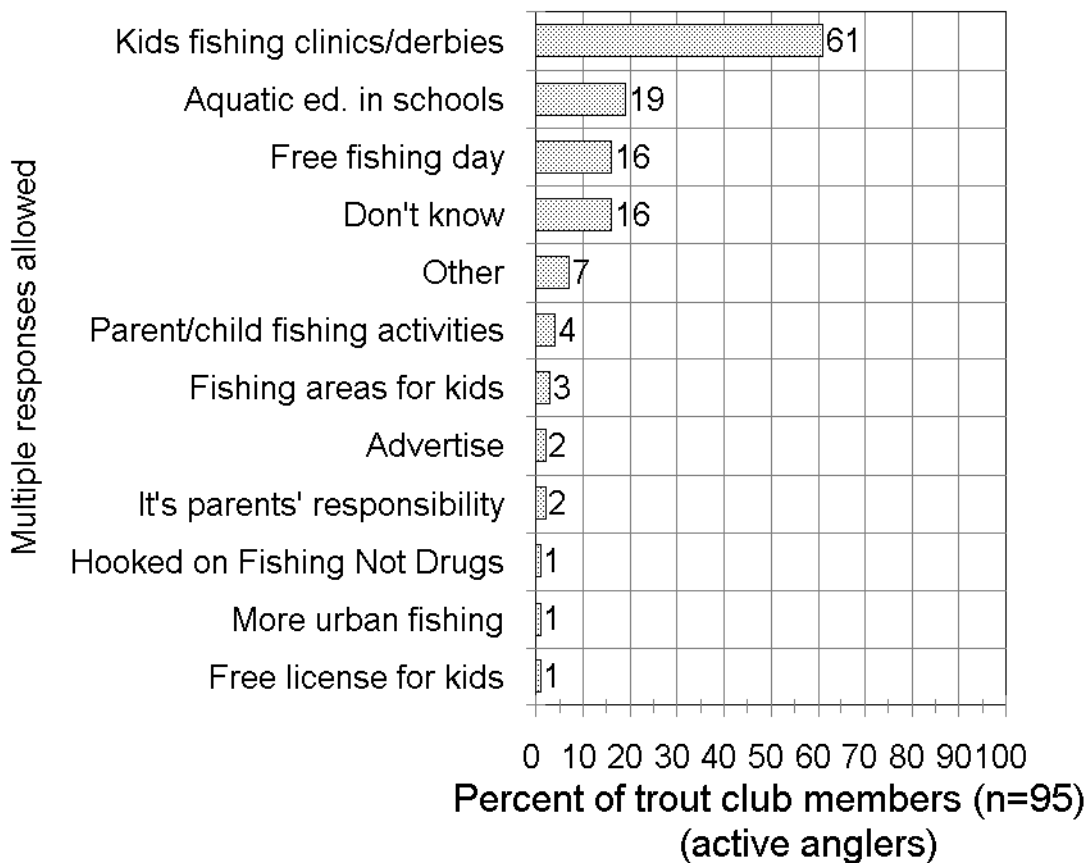 Multiple responses allowed
Kids fishing clinics/derbies 61
Aquatic ed. in schools 19
Free fishing day 16
Don't know 16
Other 7
Parent/child fishing activities 4
Fishing areas for kids 3
Advertise 2
It's parents' responsibility 2
Hooked on Fishing Not Drugs 1
More urban fishing 1
Free license for kids 1
0 10 20 30 40 50 60 70 80 90 100
Percent of trout club members (n=95)
(active anglers)